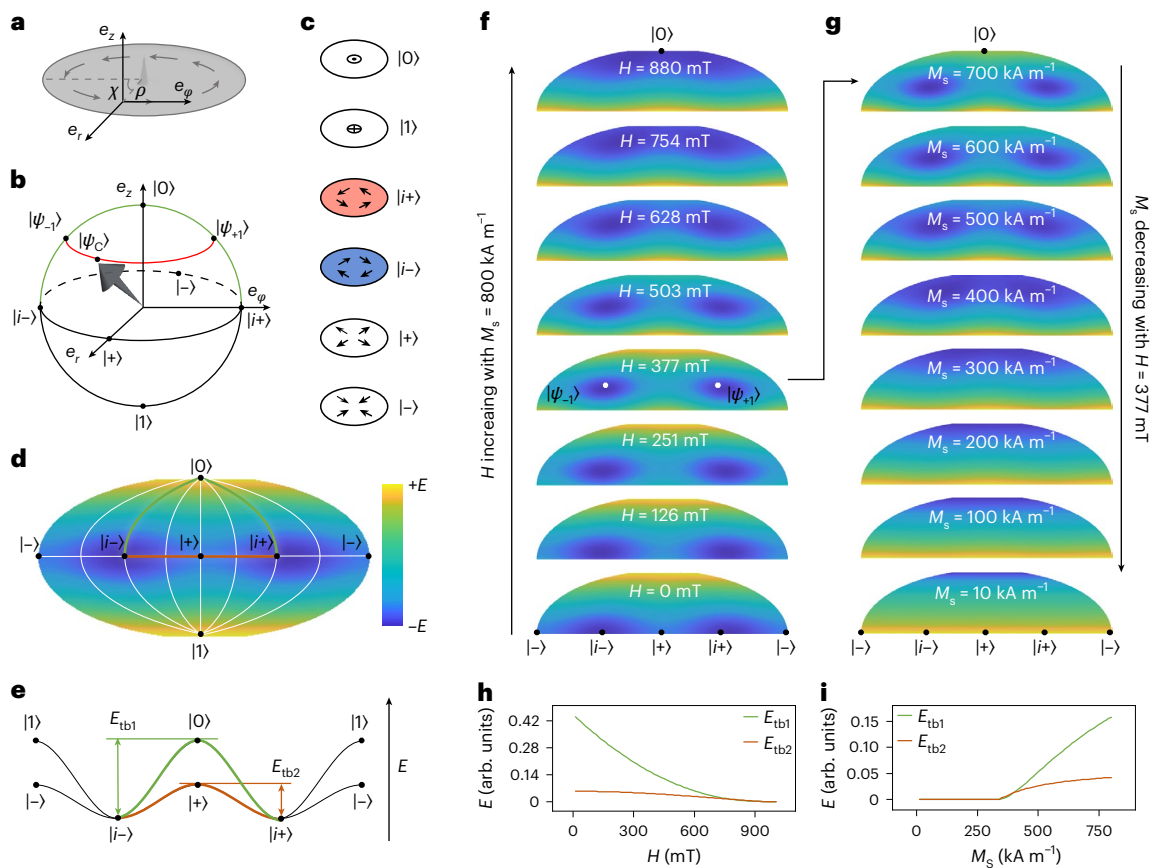 a
e_z
χ
ρ
e_φ
e_r
b
e_z
|0⟩
|ψ_−1⟩
|ψ_C⟩
|ψ_+1⟩
|−⟩
e_φ
|i−⟩
|i+⟩
e_r
|+⟩
|1⟩
c
|0⟩
|1⟩
|i+⟩
|i−⟩
|+⟩
|−⟩
d
|0⟩
+E
|−⟩
|i−⟩
|+⟩
|i+⟩
|−⟩
−E
|1⟩
e
|1⟩
E_tb1
|0⟩
|1⟩
E_tb2
E
|−⟩
|+⟩
|−⟩
|i−⟩
|i+⟩
f
|0⟩
H increaing with M_s = 800 kA m⁻¹
H = 880 mT
H = 754 mT
H = 628 mT
H = 503 mT
H = 377 mT
|ψ_−1⟩
|ψ_+1⟩
H = 251 mT
H = 126 mT
H = 0 mT
|−⟩
|i−⟩
|+⟩
|i+⟩
|−⟩
g
|0⟩
M_s = 700 kA m⁻¹
M_s = 600 kA m⁻¹
M_s = 500 kA m⁻¹
M_s = 400 kA m⁻¹
M_s = 300 kA m⁻¹
M_s = 200 kA m⁻¹
M_s = 100 kA m⁻¹
M_s = 10 kA m⁻¹
M_s decreasing with H = 377 mT
|−⟩
|i−⟩
|+⟩
|i+⟩
|−⟩
h
E (arb. units)
0.42
0.28
0.14
0
E_tb1
E_tb2
0
300
600
900
H (mT)
i
E (arb. units)
0.15
0.10
0.05
0
E_tb1
E_tb2
0
200
400
600
800
M_S (kA m⁻¹)